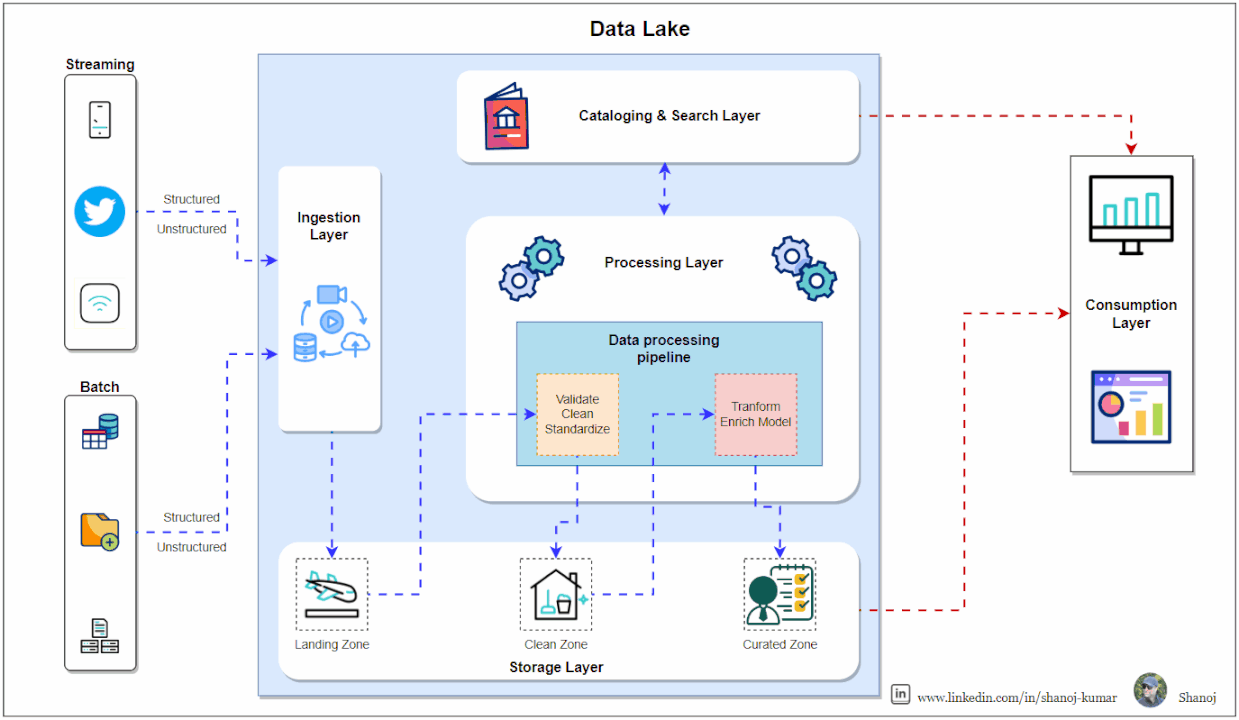 Data Lake
Streaming
Cataloging & Search Layer
Structured
Unstructured
Ingestion
Layer
Processing Layer
Consumption
Layer
Data processing
pipeline
Batch
Validate
Clean
Standardize
Tranform
Enrich Model
Structured
Unstructured
Landing Zone
Clean Zone
Curated Zone
Storage Layer
in
www.linkedin.com/in/shanoj-kumar
Shanoj